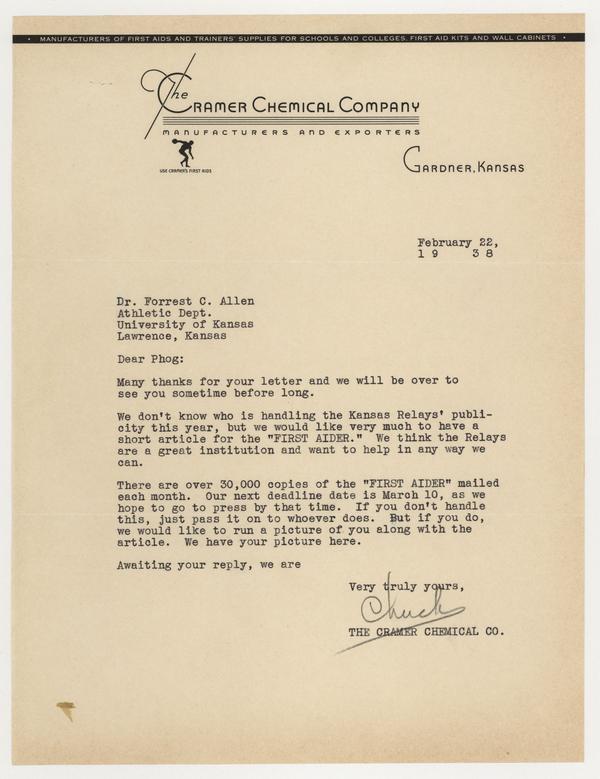 • MANUFACTURERS OF FIRST AIDS AND TRAINERS' SUPPLIES FOR SCHOOLS AND COLLEGES, FIRST AID KITS AND WALL CABINETS •
The
CRAMER CHEMICAL COMPANY
MANUFACTURERS AND EXPORTERS
USE CRAMER'S FIRST AIDS
GARDNER, KANSAS
February 22,
1 9 3 8
Dr. Forrest C. Allen
Athletic Dept.
University of Kansas
Lawrence, Kansas
Dear Phog:
Many thanks for your letter and we will be over to
see you sometime before long.
We don't know who is handling the Kansas Relays' publi-
city this year, but we would like very much to have a
short article for the "FIRST AIDER." We think the Relays
are a great institution and want to help in any way we
can.
There are over 30,000 copies of the "FIRST AIDER" mailed
each month. Our next deadline date is March 10, as we
hope to go to press by that time. If you don't handle
this, just pass it on to whoever does. But if you do,
we would like to run a picture of you along with the
article. We have your picture here.
Awaiting your reply, we are
Very truly yours,
Chuck
THE CRAMER CHEMICAL CO.